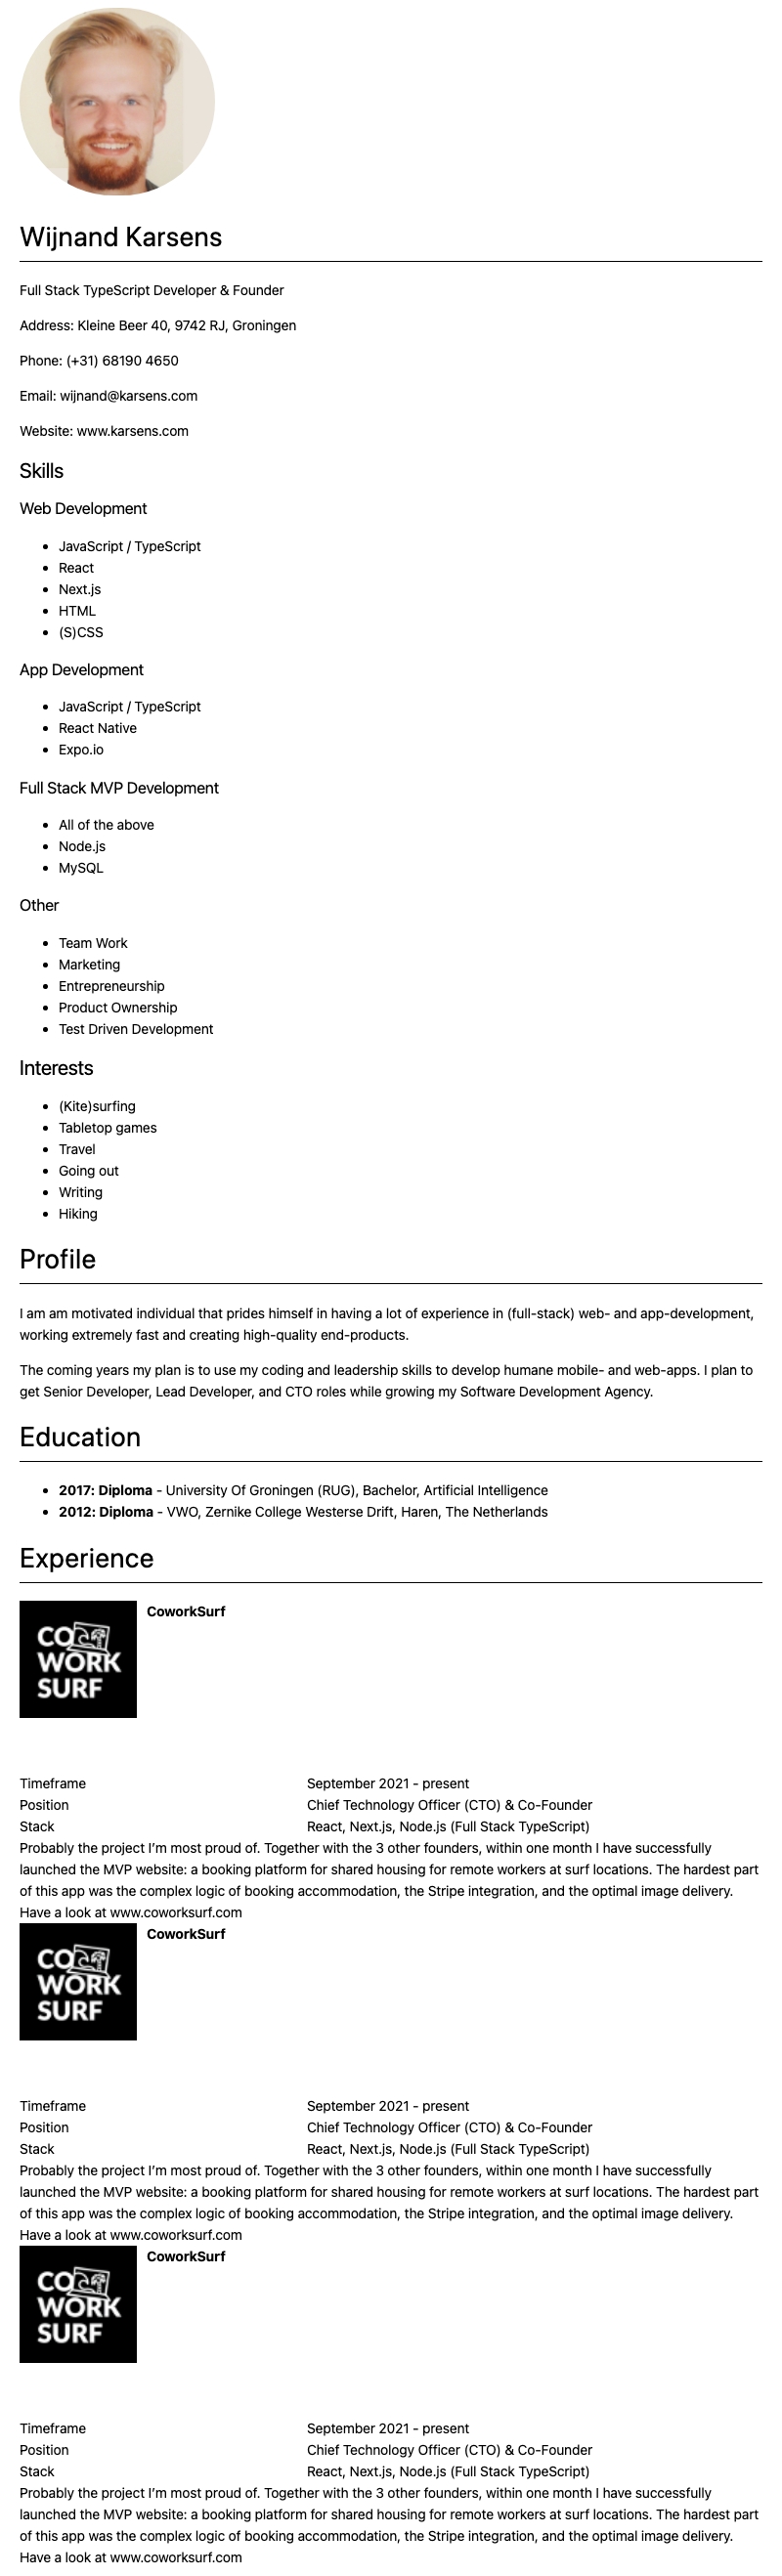 Wijnand Karsens
Full Stack TypeScript Developer & Founder
Address: Kleine Beer 40, 9742 RJ, Groningen
Phone: (+31) 68190 4650
Email: wijnand@karsens.com
Website: www.karsens.com
Skills
Web Development
• JavaScript / TypeScript
• React
• Next.js
• HTML
• (S)CSS
App Development
• JavaScript / TypeScript
• React Native
• Expo.io
Full Stack MVP Development
• All of the above
• Node.js
• MySQL
Other
• Team Work
• Marketing
• Entrepreneurship
• Product Ownership
• Test Driven Development
Interests
• (Kite)surfing
• Tabletop games
• Travel
• Going out
• Writing
• Hiking
Profile
I am am motivated individual that prides himself in having a lot of experience in (full-stack) web- and app-development,
working extremely fast and creating high-quality end-products.
The coming years my plan is to use my coding and leadership skills to develop humane mobile- and web-apps. I plan to
get Senior Developer, Lead Developer, and CTO roles while growing my Software Development Agency.
Education
• 2017: Diploma - University Of Groningen (RUG), Bachelor, Artificial Intelligence
• 2012: Diploma - VWO, Zernike College Westerse Drift, Haren, The Netherlands
Experience
CoworkSurf
CO
WORK
SURF
Timeframe September 2021 - present
Position Chief Technology Officer (CTO) & Co-Founder
Stack React, Next.js, Node.js (Full Stack TypeScript)
Probably the project I’m most proud of. Together with the 3 other founders, within one month I have successfully
launched the MVP website: a booking platform for shared housing for remote workers at surf locations. The hardest part
of this app was the complex logic of booking accommodation, the Stripe integration, and the optimal image delivery.
Have a look at www.coworksurf.com
CoworkSurf
CO
WORK
SURF
Timeframe September 2021 - present
Position Chief Technology Officer (CTO) & Co-Founder
Stack React, Next.js, Node.js (Full Stack TypeScript)
Probably the project I’m most proud of. Together with the 3 other founders, within one month I have successfully
launched the MVP website: a booking platform for shared housing for remote workers at surf locations. The hardest part
of this app was the complex logic of booking accommodation, the Stripe integration, and the optimal image delivery.
Have a look at www.coworksurf.com
CoworkSurf
CO
WORK
SURF
Timeframe September 2021 - present
Position Chief Technology Officer (CTO) & Co-Founder
Stack React, Next.js, Node.js (Full Stack TypeScript)
Probably the project I’m most proud of. Together with the 3 other founders, within one month I have successfully
launched the MVP website: a booking platform for shared housing for remote workers at surf locations. The hardest part
of this app was the complex logic of booking accommodation, the Stripe integration, and the optimal image delivery.
Have a look at www.coworksurf.com